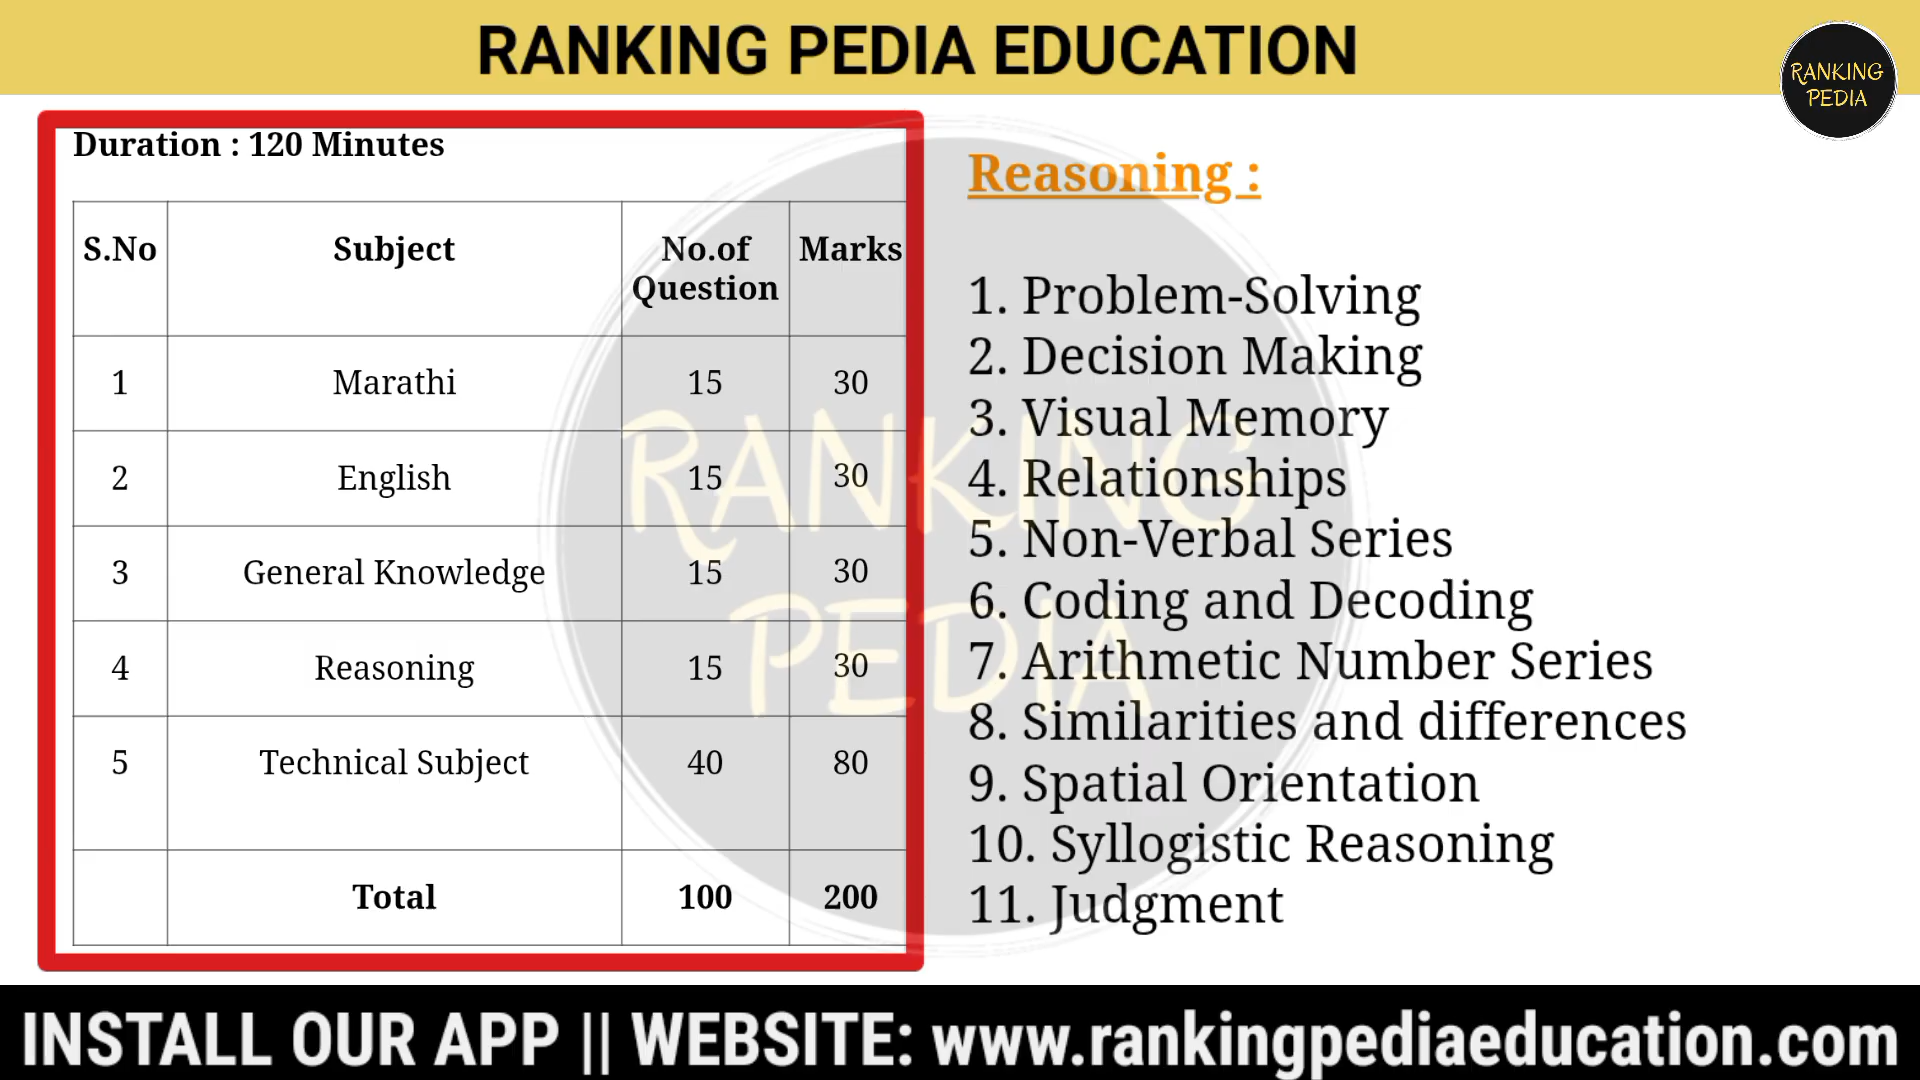 RANKING PEDIA EDUCATION
RANKING
PEDIA
Duration : 120 Minutes
S.No Subject No.of Question Marks
1 Marathi 15 30
2 English 15 30
3 General Knowledge 15 30
4 Reasoning 15 30
5 Technical Subject 40 80
Total 100 200
Reasoning :
1. Problem-Solving
2. Decision Making
3. Visual Memory
4. Relationships
5. Non-Verbal Series
6. Coding and Decoding
7. Arithmetic Number Series
8. Similarities and differences
9. Spatial Orientation
10. Syllogistic Reasoning
11. Judgment
RANKING
PEDIA
INSTALL OUR APP || WEBSITE: www.rankingpediaeducation.com